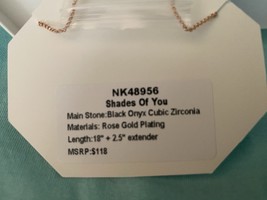 NK48956
Shades Of You
Main Stone:Black Onyx Cubic Zirconia
Materials: Rose Gold Plating
Length:18" + 2.5" extender
MSRP:$118